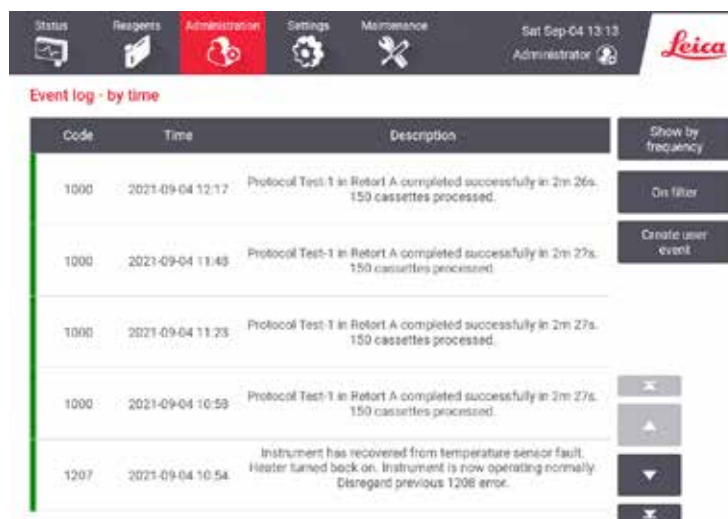 Status Reagents Administration Settings Maintenance
Sat Sep-04 13:13
Administrator
Leica
Event log - by time
Code Time Description
1000 2021-09-04 12:17 Protocol Test-1 in Retort A completed successfully in 2m 26s.
150 cassettes processed.
1000 2021-09-04 11:48 Protocol Test-1 in Retort A completed successfully in 2m 27s.
150 cassettes processed.
1000 2021-09-04 11:23 Protocol Test-1 in Retort A completed successfully in 2m 27s.
150 cassettes processed.
1000 2021-09-04 10:58 Protocol Test-1 in Retort A completed successfully in 2m 27s.
150 cassettes processed.
1207 2021-09-04 10:54 Instrument has recovered from temperature sensor fault.
Heater turned back on. Instrument is now operating normally.
Disregard previous 1208 error.
Show by
frequency
On filter
Create user
event